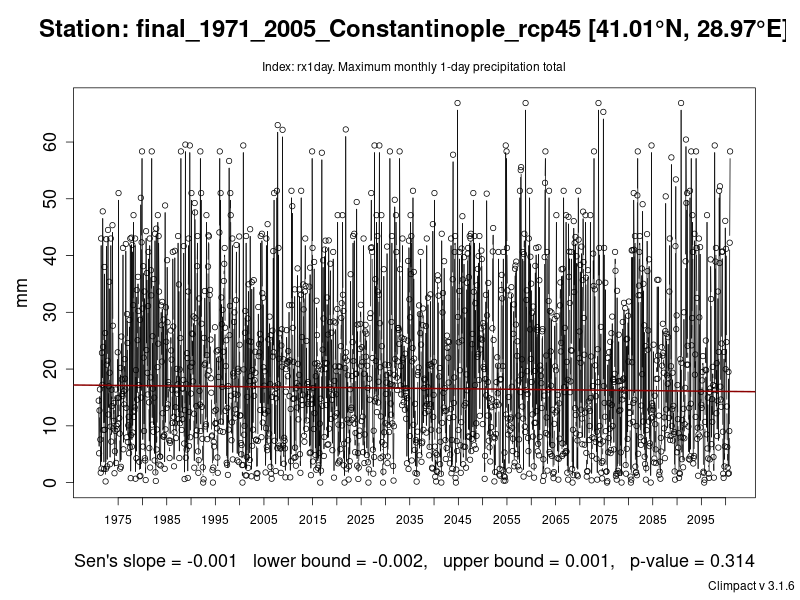 Station: final_1971_2005_Constantinople_rcp45 [41.01°N, 28.97°E]
Index: rx1day. Maximum monthly 1-day precipitation total
mm
60
50
40
30
20
10
0
1975 1985 1995 2005 2015 2025 2035 2045 2055 2065 2075 2085 2095
Sen's slope = -0.001 lower bound = -0.002, upper bound = 0.001, p-value = 0.314
Climpact v 3.1.6